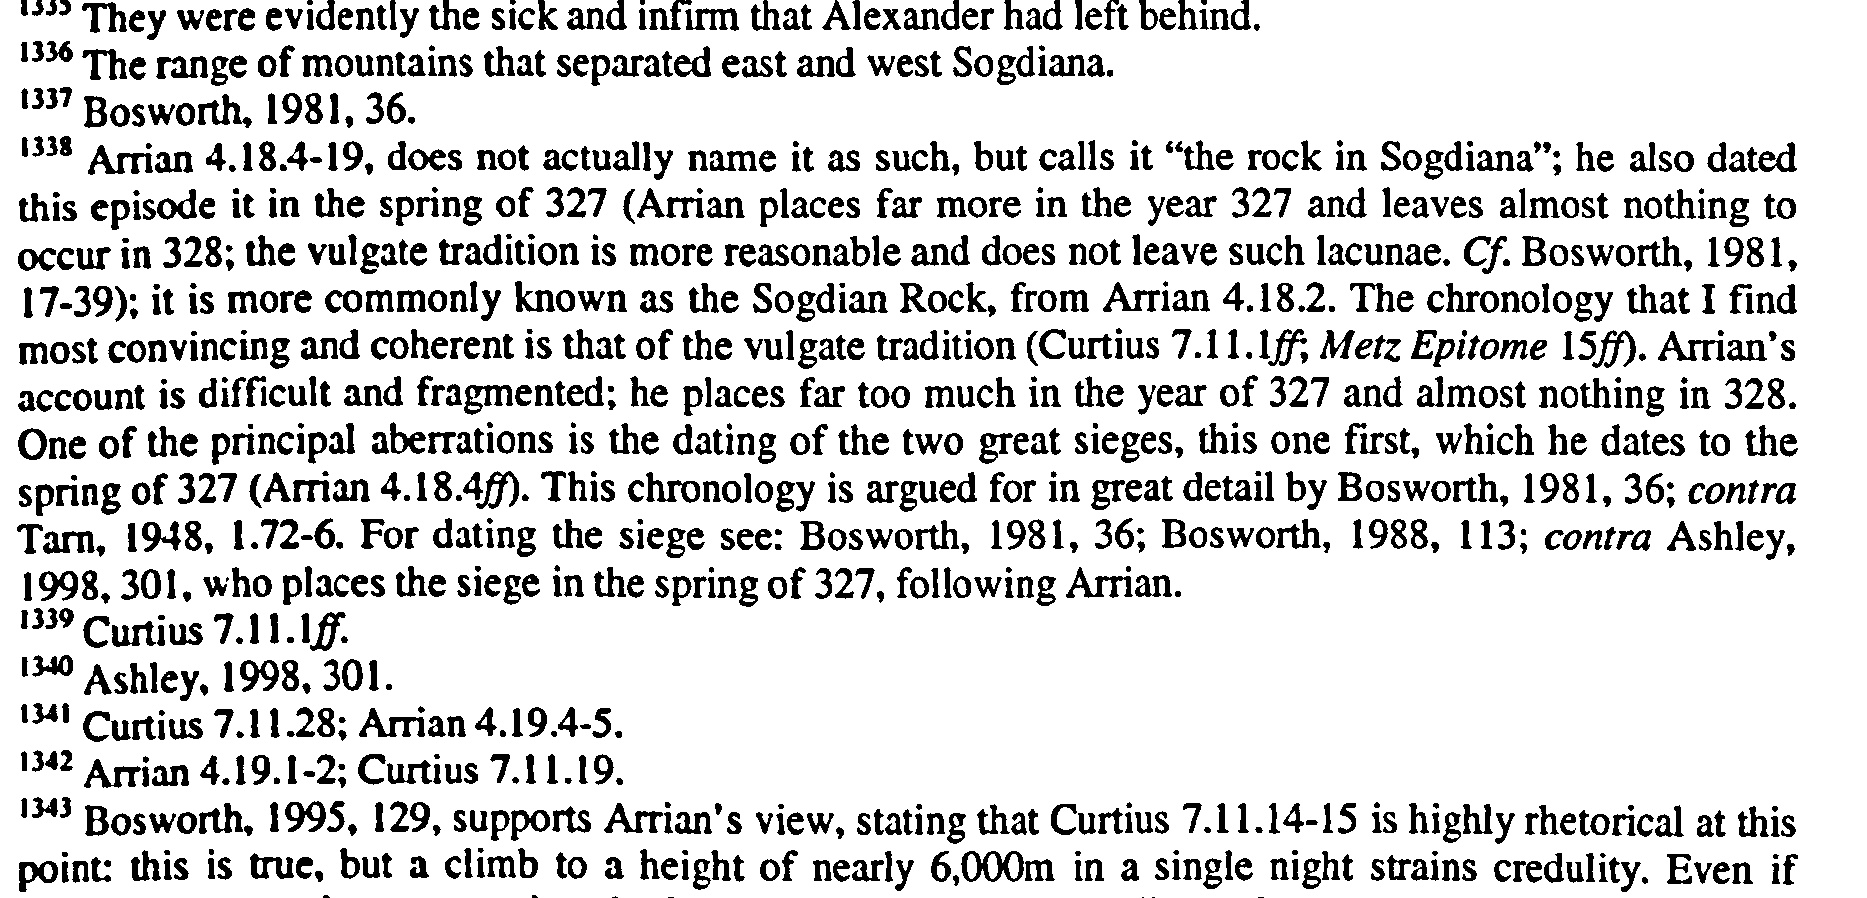 1335 They were evidently the sick and infirm that Alexander had left behind.
1336 The range of mountains that separated east and west Sogdiana.
1337 Bosworth, 1981, 36.
1338 Arrian 4.18.4-19, does not actually name it as such, but calls it “the rock in Sogdiana”; he also dated
this episode it in the spring of 327 (Arrian places far more in the year 327 and leaves almost nothing to
occur in 328; the vulgate tradition is more reasonable and does not leave such lacunae. Cf. Bosworth, 1981,
17-39); it is more commonly known as the Sogdian Rock, from Arrian 4.18.2. The chronology that I find
most convincing and coherent is that of the vulgate tradition (Curtius 7.11.1ff; Metz Epitome 15ff). Arrian’s
account is difficult and fragmented; he places far too much in the year of 327 and almost nothing in 328.
One of the principal aberrations is the dating of the two great sieges, this one first, which he dates to the
spring of 327 (Arrian 4.18.4ff). This chronology is argued for in great detail by Bosworth, 1981, 36; contra
Tarn, 1948, 1.72-6. For dating the siege see: Bosworth, 1981, 36; Bosworth, 1988, 113; contra Ashley,
1998, 301, who places the siege in the spring of 327, following Arrian.
1339 Curtius 7.11.1ff.
1340 Ashley, 1998, 301.
1341 Curtius 7.11.28; Arrian 4.19.4-5.
1342 Arrian 4.19.1-2; Curtius 7.11.19.
1343 Bosworth, 1995, 129, supports Arrian’s view, stating that Curtius 7.11.14-15 is highly rhetorical at this
point: this is true, but a climb to a height of nearly 6,000m in a single night strains credulity. Even if